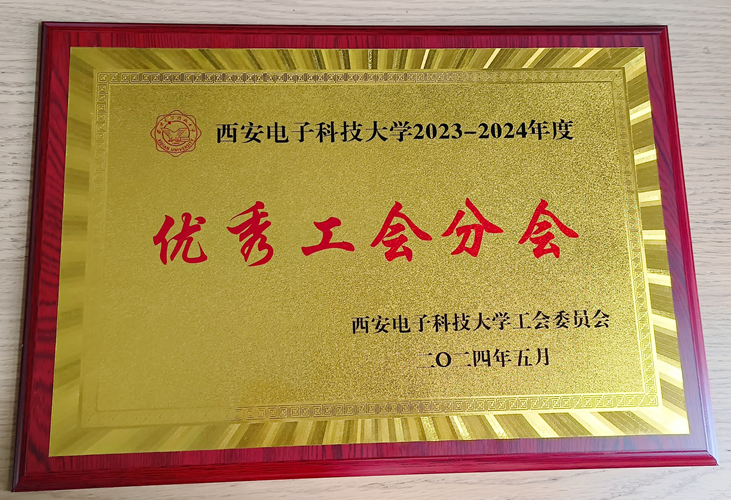 西安电子科技大学2023-2024年度
优秀工会分会
西安电子科技大学工会委员会
二〇二四年五月